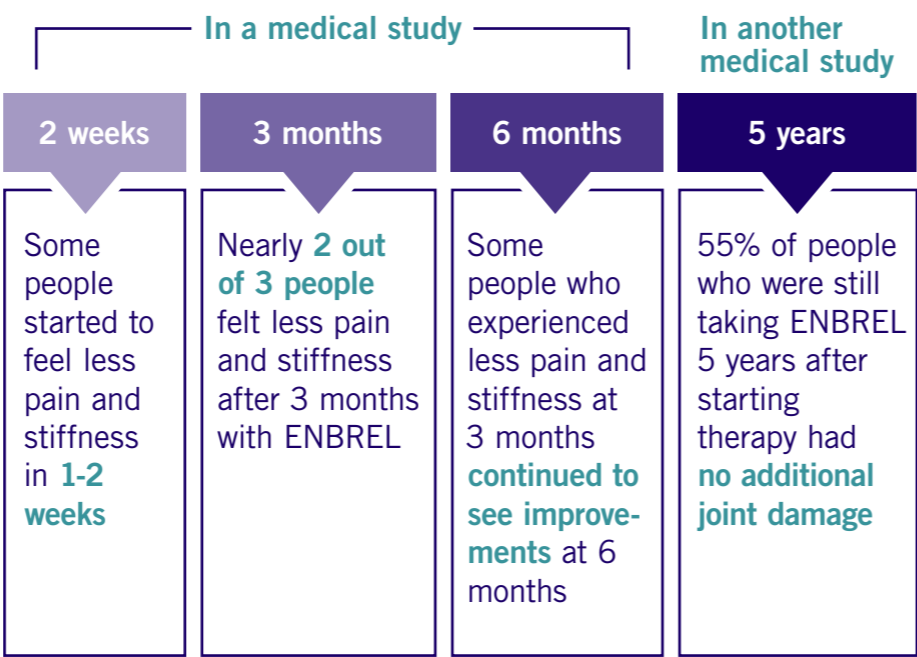 In a medical study
In another
medical study
2 weeks
Some
people
started to
feel less
pain and
stiffness
in 1-2
weeks
3 months
Nearly 2 out
of 3 people
felt less pain
and stiffness
after 3 months
with ENBREL
6 months
Some
people who
experienced
less pain and
stiffness at
3 months
continued to
see improve-
ments at 6
months
5 years
55% of people
who were still
taking ENBREL
5 years after
starting
therapy had
no additional
joint damage